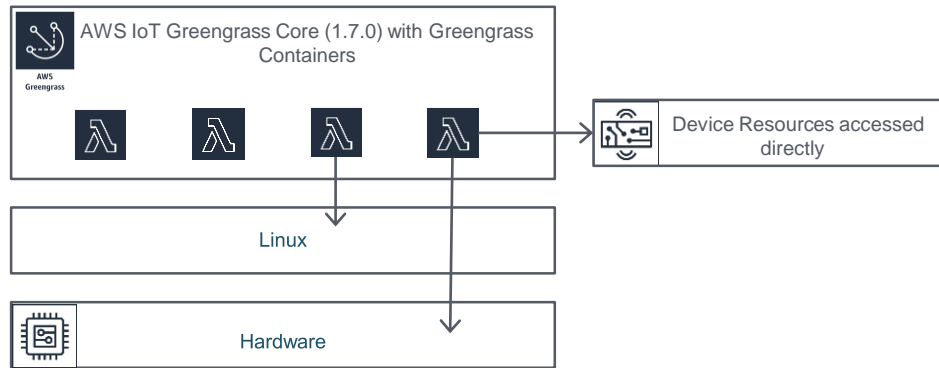 AWS IoT Greengrass Core (1.7.0) with Greengrass
Containers
AWS
Greengrass
Device Resources accessed
directly
Linux
Hardware